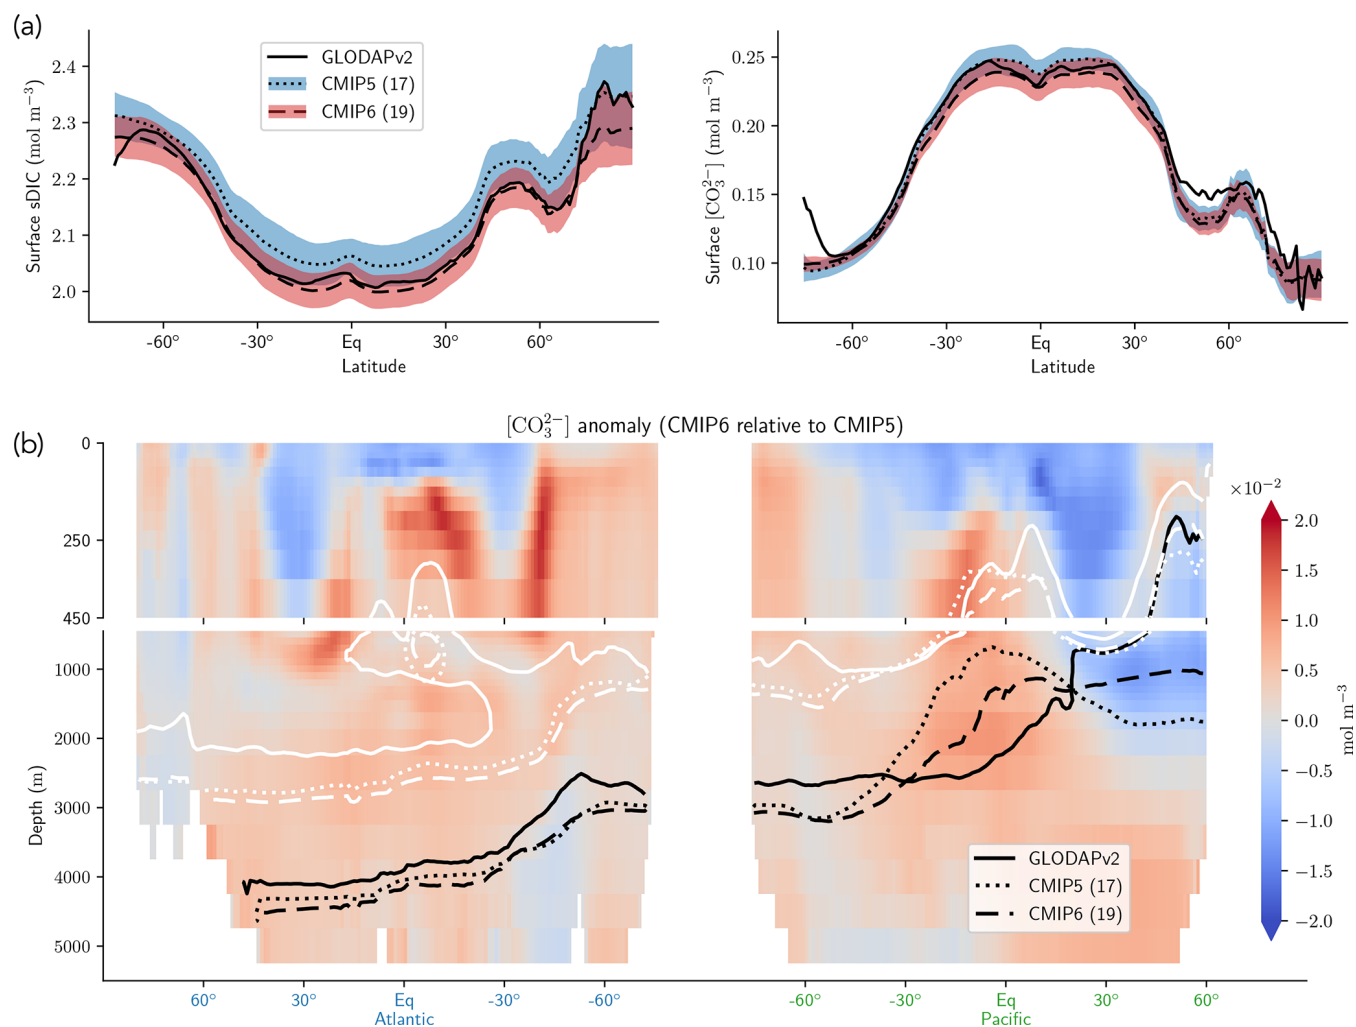 (a)
2.4
2.3
2.2
2.1
2.0
Surface sDIC (mol m−3)
GLODAPv2
CMIP5 (17)
CMIP6 (19)
-60° -30° Eq 30° 60°
Latitude
0.25
0.20
0.15
0.10
Surface [CO3^2−] (mol m−3)
-60° -30° Eq 30° 60°
Latitude
(b)
[CO3^2−] anomaly (CMIP6 relative to CMIP5)
0
250
450
1000
2000
3000
4000
5000
Depth (m)
60° 30° Eq -30° -60°
Atlantic
GLODAPv2
CMIP5 (17)
CMIP6 (19)
-60° -30° Eq 30° 60°
Pacific
×10−2
2.0
1.5
1.0
0.5
0.0
−0.5
−1.0
−1.5
−2.0
mol m−3